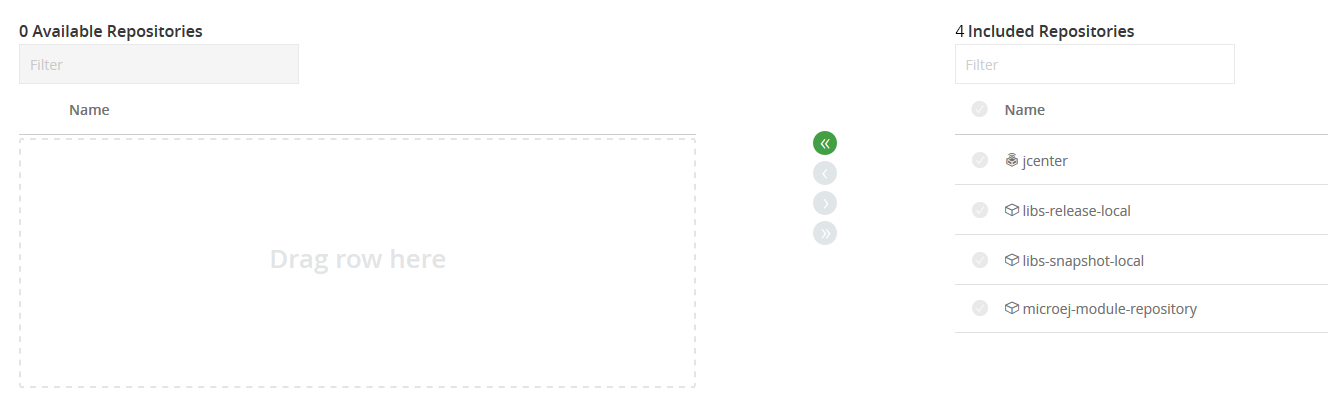 0 Available Repositories
Filter
Name
Drag row here
4 Included Repositories
Filter
Name
jcenter
libs-release-local
libs-snapshot-local
microej-module-repository